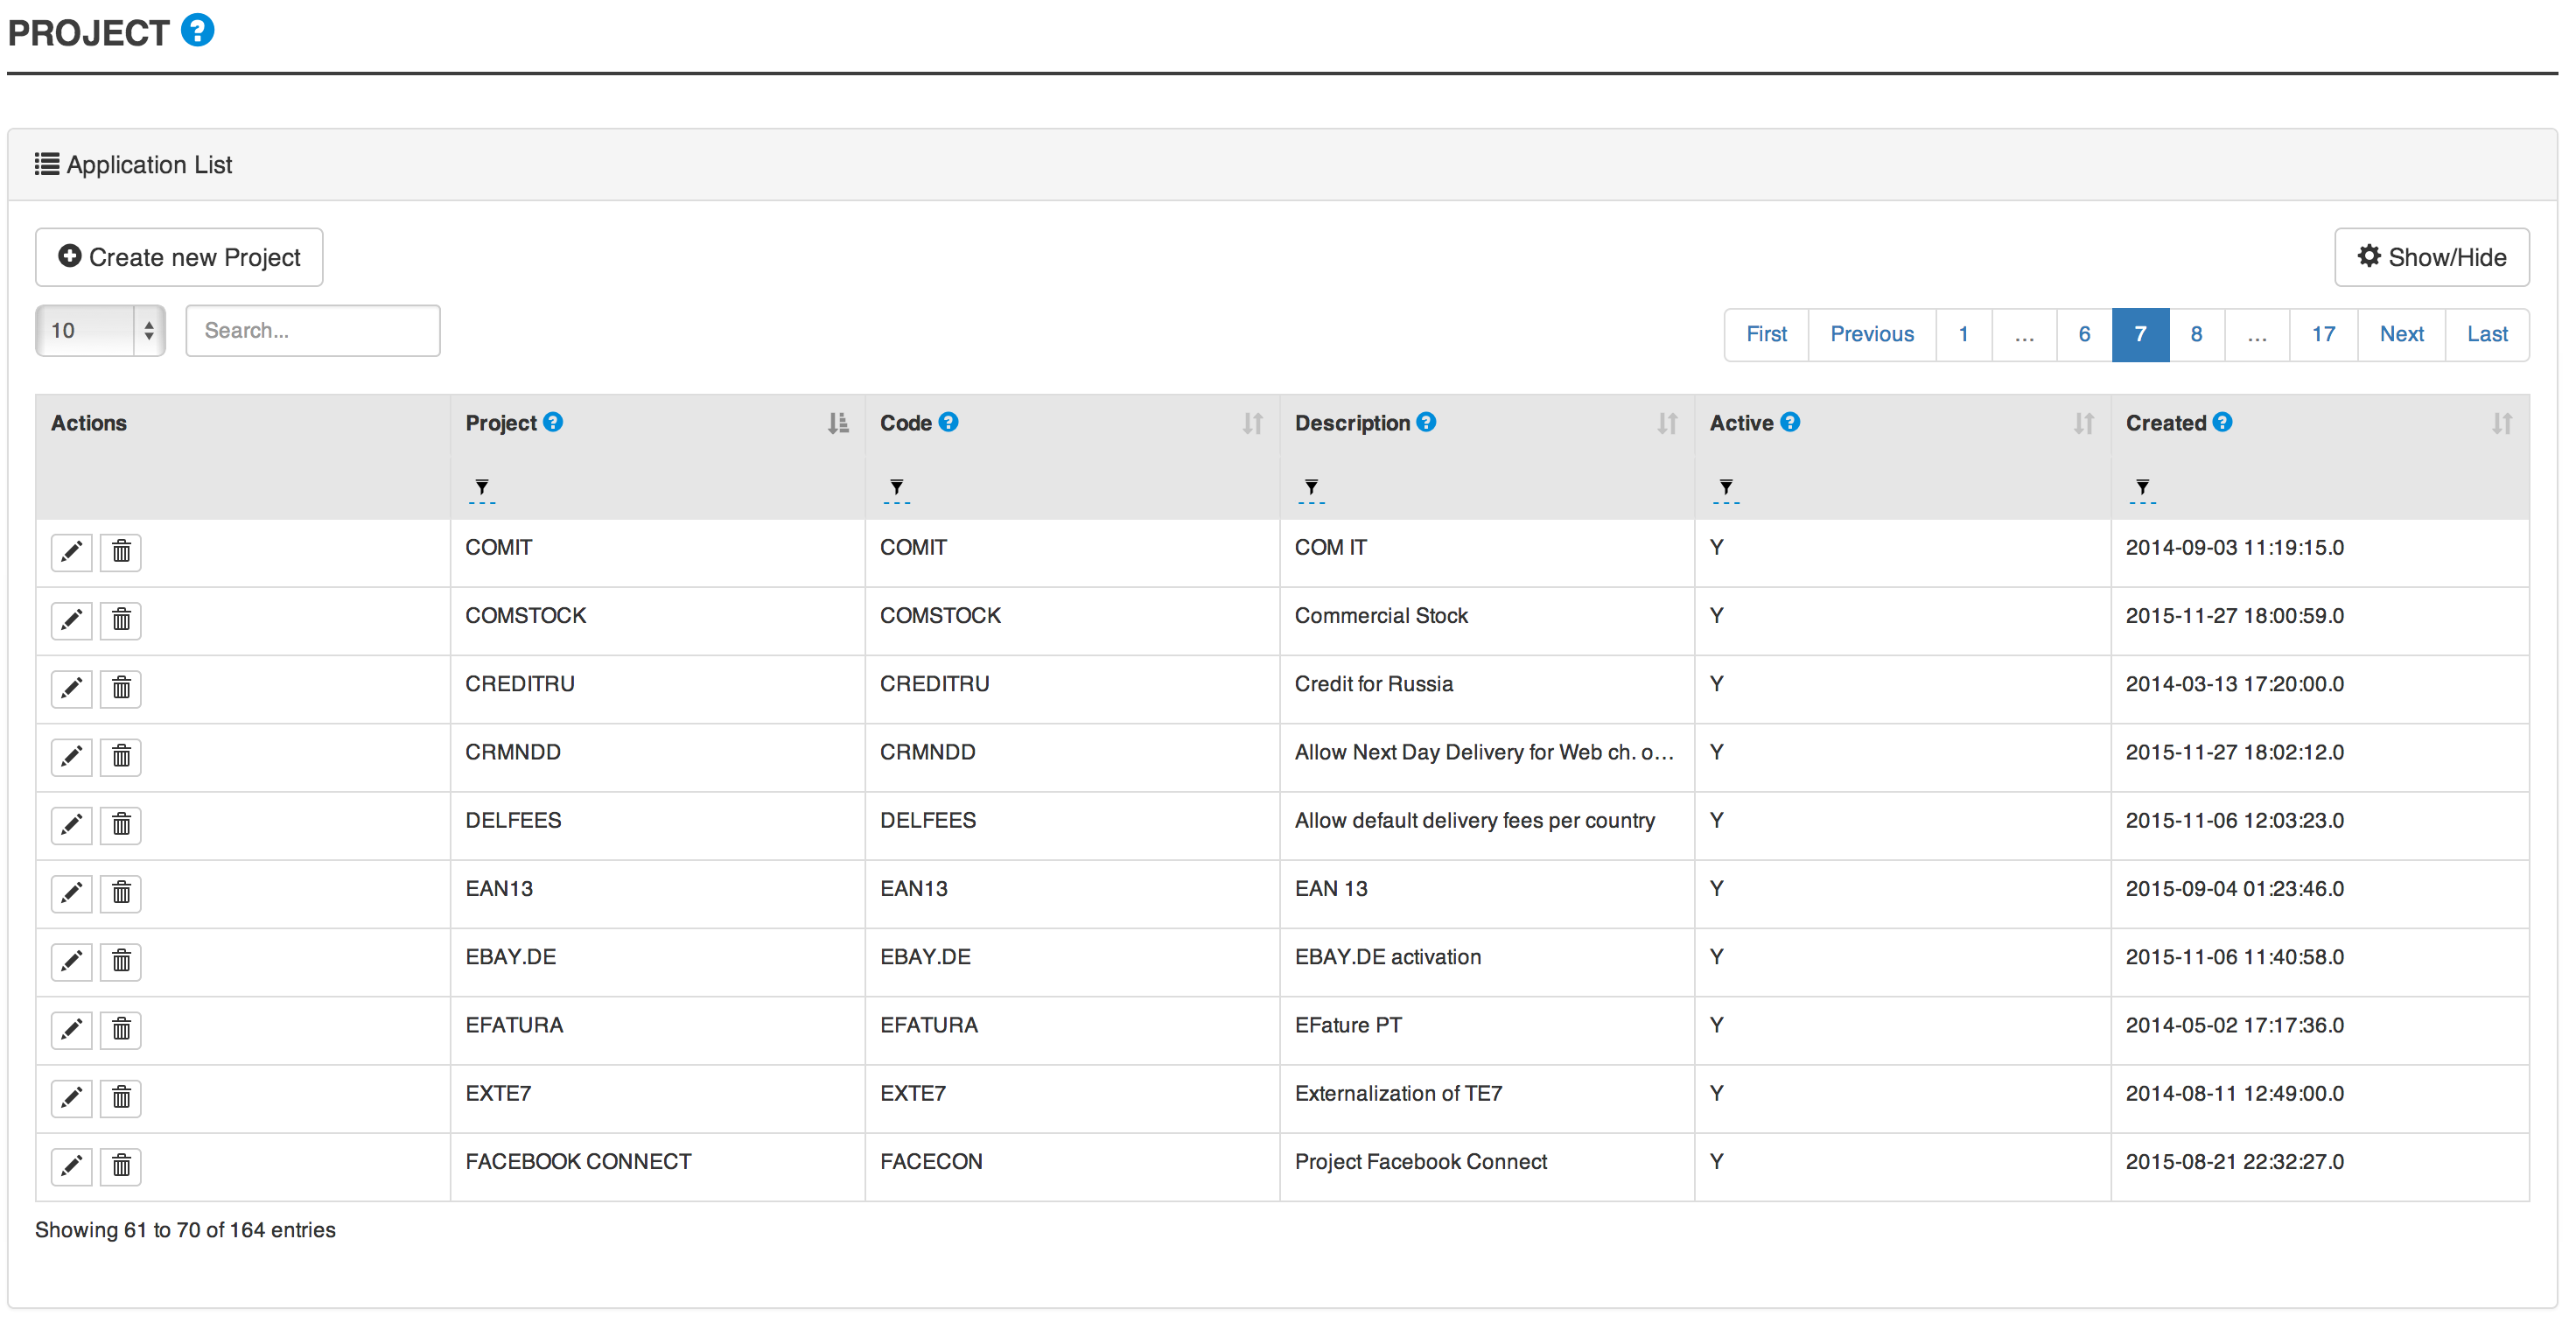 PROJECT ?
Application List
Create new Project
Show/Hide
10
Search...
First Previous 1 ... 6 7 8 ... 17 Next Last
Actions Project ? Code ? Description ? Active ? Created ?
COMIT COMIT COM IT Y 2014-09-03 11:19:15.0
COMSTOCK COMSTOCK Commercial Stock Y 2015-11-27 18:00:59.0
CREDITRU CREDITRU Credit for Russia Y 2014-03-13 17:20:00.0
CRMNDD CRMNDD Allow Next Day Delivery for Web ch. o... Y 2015-11-27 18:02:12.0
DELFEES DELFEES Allow default delivery fees per country Y 2015-11-06 12:03:23.0
EAN13 EAN13 EAN 13 Y 2015-09-04 01:23:46.0
EBAY.DE EBAY.DE EBAY.DE activation Y 2015-11-06 11:40:58.0
EFATURA EFATURA EFature PT Y 2014-05-02 17:17:36.0
EXTE7 EXTE7 Externalization of TE7 Y 2014-08-11 12:49:00.0
FACEBOOK CONNECT FACECON Project Facebook Connect Y 2015-08-21 22:32:27.0
Showing 61 to 70 of 164 entries